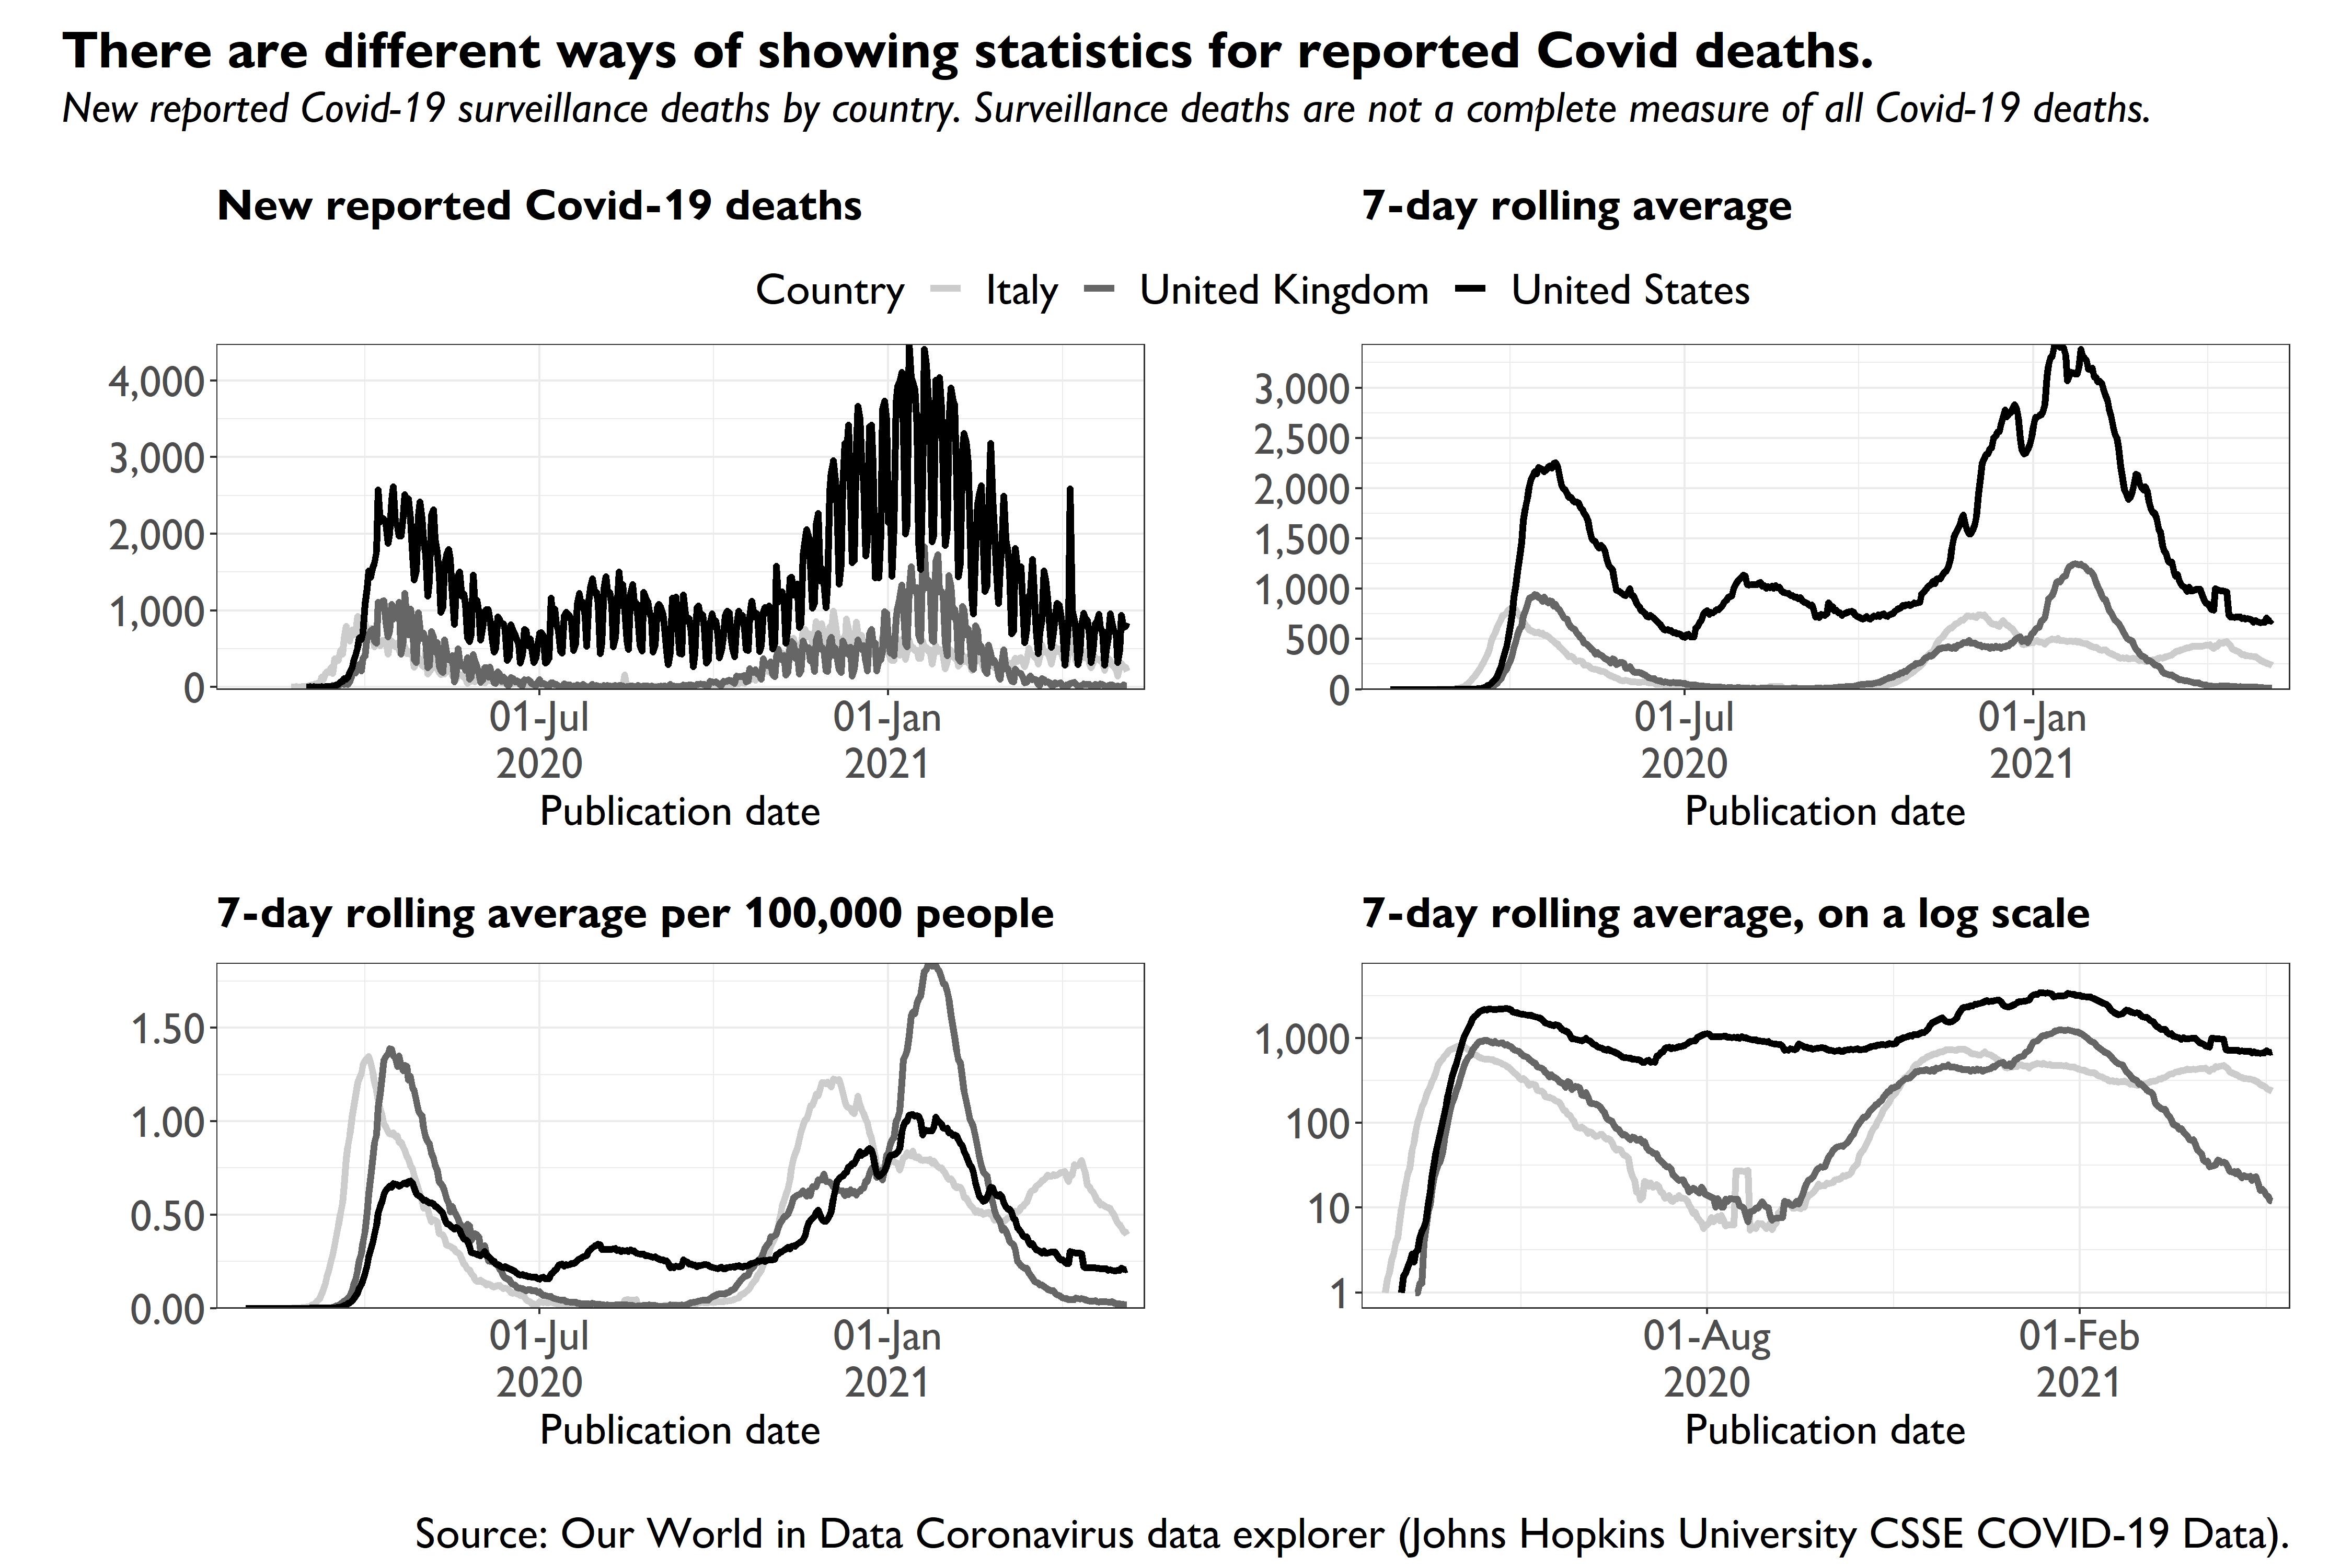 There are different ways of showing statistics for reported Covid deaths.
New reported Covid-19 surveillance deaths by country. Surveillance deaths are not a complete measure of all Covid-19 deaths.
New reported Covid-19 deaths
7-day rolling average
Country Italy United Kingdom United States
4,000
3,000
2,000
1,000
0
01-Jul 01-Jan
2020 2021
Publication date
3,000
2,500
2,000
1,500
1,000
500
0
01-Jul 01-Jan
2020 2021
Publication date
7-day rolling average per 100,000 people
1.50
1.00
0.50
0.00
01-Jul 01-Jan
2020 2021
Publication date
7-day rolling average, on a log scale
1,000
100
10
1
01-Aug 01-Feb
2020 2021
Publication date
Source: Our World in Data Coronavirus data explorer (Johns Hopkins University CSSE COVID-19 Data).